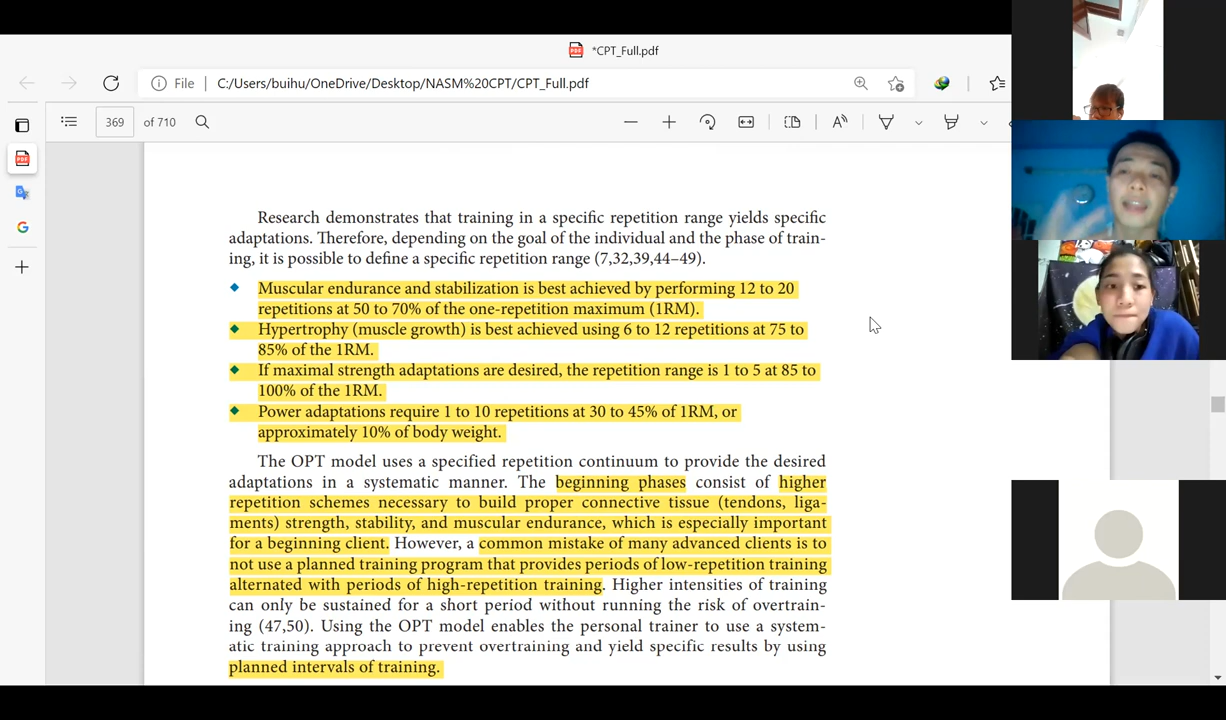 *CPT_Full.pdf
File C:/Users/buihu/OneDrive/Desktop/NASM%20CPT/CPT_Full.pdf
369 of 710
Research demonstrates that training in a specific repetition range yields specific
adaptations. Therefore, depending on the goal of the individual and the phase of train-
ing, it is possible to define a specific repetition range (7,32,39,44–49).
Muscular endurance and stabilization is best achieved by performing 12 to 20
repetitions at 50 to 70% of the one-repetition maximum (1RM).
Hypertrophy (muscle growth) is best achieved using 6 to 12 repetitions at 75 to
85% of the 1RM.
If maximal strength adaptations are desired, the repetition range is 1 to 5 at 85 to
100% of the 1RM.
Power adaptations require 1 to 10 repetitions at 30 to 45% of 1RM, or
approximately 10% of body weight.
The OPT model uses a specified repetition continuum to provide the desired
adaptations in a systematic manner. The beginning phases consist of higher
repetition schemes necessary to build proper connective tissue (tendons, liga-
ments) strength, stability, and muscular endurance, which is especially important
for a beginning client. However, a common mistake of many advanced clients is to
not use a planned training program that provides periods of low-repetition training
alternated with periods of high-repetition training. Higher intensities of training
can only be sustained for a short period without running the risk of overtrain-
ing (47,50). Using the OPT model enables the personal trainer to use a system-
atic training approach to prevent overtraining and yield specific results by using
planned intervals of training.